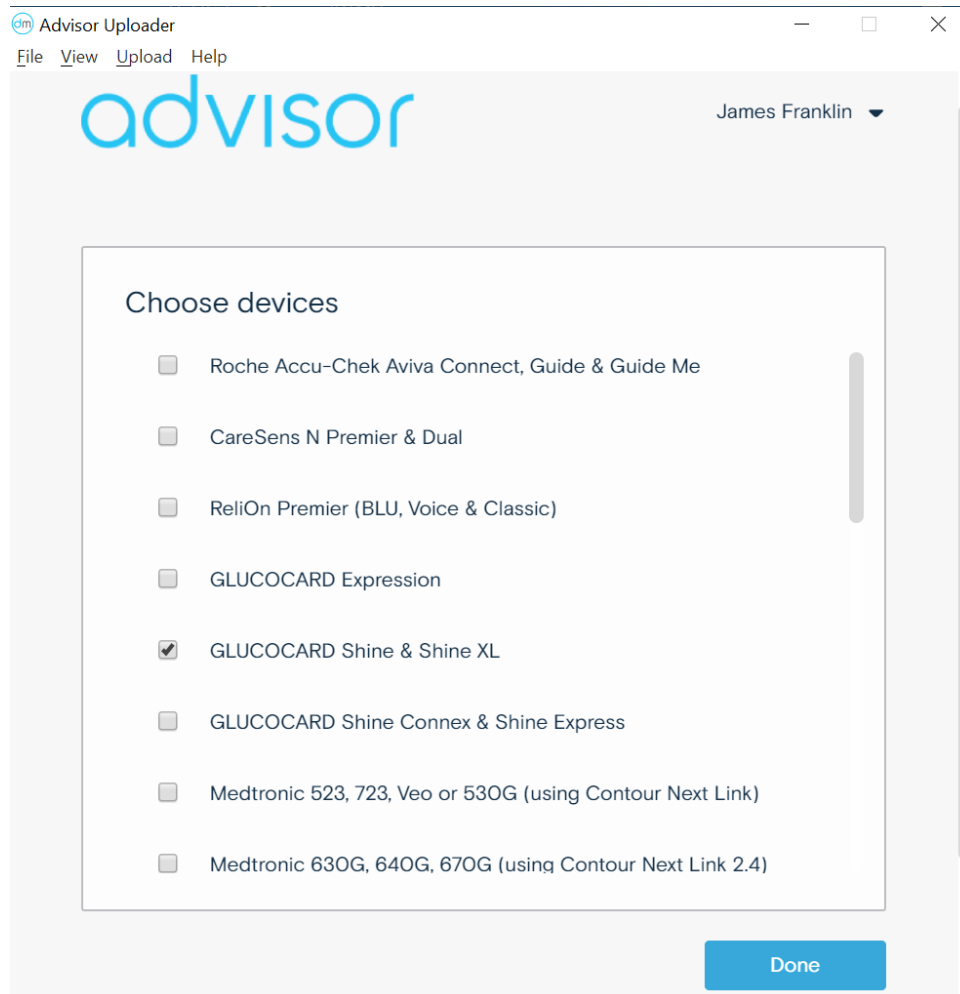 dm Advisor Uploader
File View Upload Help
advisor
James Franklin
Choose devices
Roche Accu-Chek Aviva Connect, Guide & Guide Me
CareSens N Premier & Dual
ReliOn Premier (BLU, Voice & Classic)
GLUCOCARD Expression
GLUCOCARD Shine & Shine XL
GLUCOCARD Shine Connex & Shine Express
Medtronic 523, 723, Veo or 530G (using Contour Next Link)
Medtronic 630G, 640G, 670G (using Contour Next Link 2.4)
Done